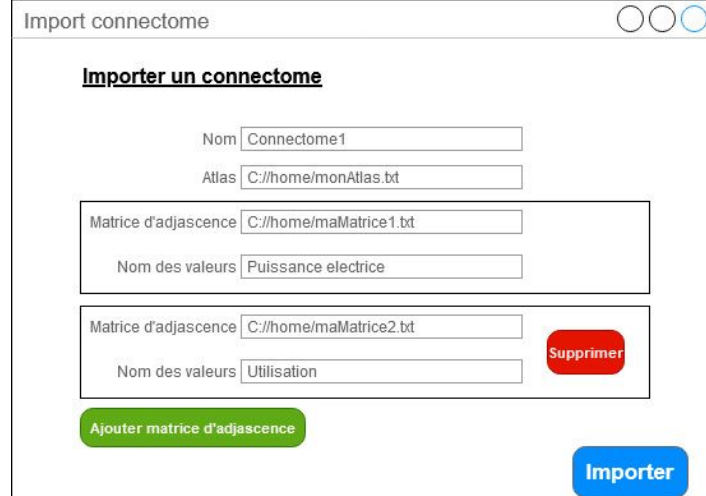 Import connectome
Importer un connectome
Nom Connectome1
Atlas C://home/monAtlas.txt
Matrice d'adjascence C://home/maMatrice1.txt
Nom des valeurs Puissance electrice
Matrice d'adjascence C://home/maMatrice2.txt
Supprimer
Nom des valeurs Utilisation
Ajouter matrice d'adjascence
Importer